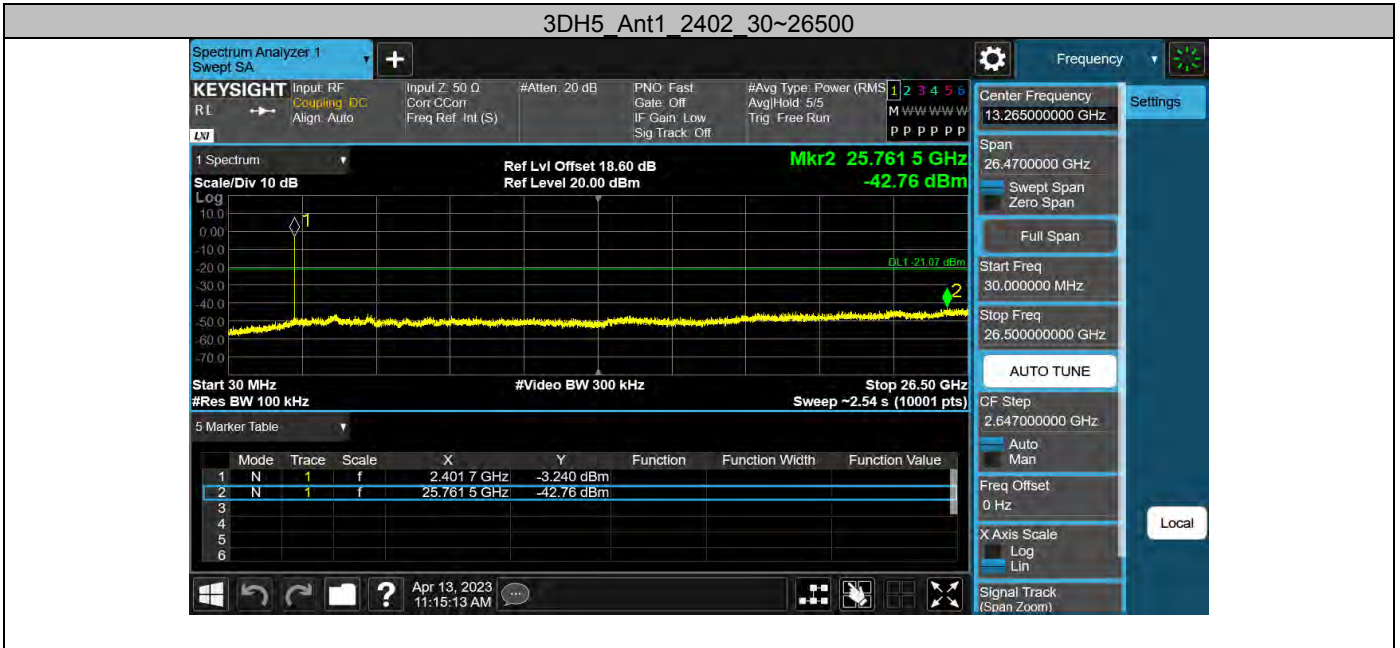 3DH5_Ant1_2402_30~26500
Spectrum Analyzer 1
Swept SA
+
Frequency
KEYSIGHT
RL
LXI
Input: RF
Coupling: DC
Align: Auto
Input Z: 50 Ω
Corr CCorr
Freq Ref: Int (S)
#Atten: 20 dB
PNO: Fast
Gate: Off
IF Gain: Low
Sig Track: Off
#Avg Type: Power (RMS
Avg|Hold: 5/5
Trig: Free Run
1 2 3 4 5 6
M W W W W W
P P P P P P
Center Frequency
13.265000000 GHz
Settings
Span
26.4700000 GHz
Swept Span
Zero Span
Full Span
Start Freq
30.000000 MHz
Stop Freq
26.500000000 GHz
AUTO TUNE
CF Step
2.647000000 GHz
Auto
Man
Freq Offset
0 Hz
X Axis Scale
Log
Lin
Signal Track
(Span Zoom)
Local
1 Spectrum
Scale/Div 10 dB
Ref Lvl Offset 18.60 dB
Ref Level 20.00 dBm
Mkr2 25.761 5 GHz
-42.76 dBm
Log
10.0
0.00
-10.0
-20.0
-30.0
-40.0
-50.0
-60.0
-70.0
1
DL1 -21.07 dBm
2
Start 30 MHz
#Video BW 300 kHz
Stop 26.50 GHz
#Res BW 100 kHz
Sweep ~2.54 s (10001 pts)
5 Marker Table
Mode Trace Scale X Y Function Function Width Function Value
1 N 1 f 2.401 7 GHz -3.240 dBm
2 N 1 f 25.761 5 GHz -42.76 dBm
3
4
5
6
?
Apr 13, 2023
11:15:13 AM